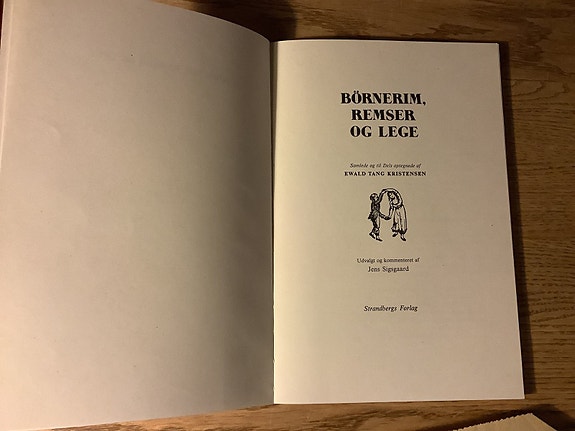 BÖRNERIM,
REMSER
OG LEGE
Samlede og til Dels optegnede af
EWALD TANG KRISTENSEN
Udvalgt og kommenteret af
Jens Sigsgaard
Strandbergs Forlag